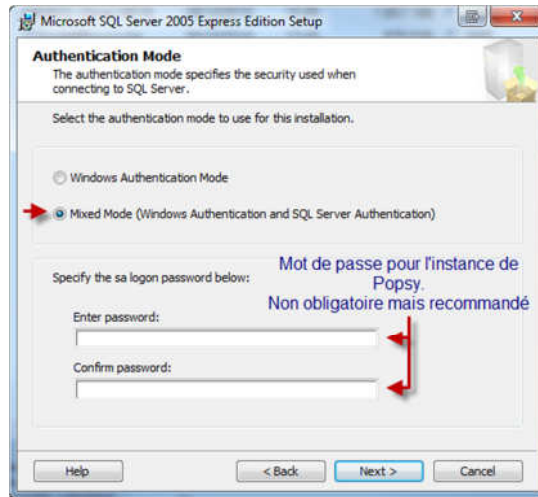 Microsoft SQL Server 2005 Express Edition Setup
Authentication Mode
The authentication mode specifies the security used when
connecting to SQL Server.
Select the authentication mode to use for this installation.
Windows Authentication Mode
Mixed Mode (Windows Authentication and SQL Server Authentication)
Mot de passe pour l'instance de
Popsy.
Non obligatoire mais recommandé
Specify the sa logon password below:
Enter password:
Confirm password:
Help
< Back
Next >
Cancel